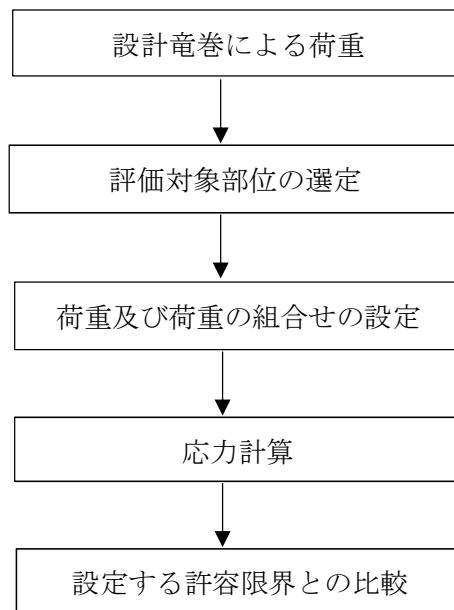 設計竜巻による荷重
評価対象部位の選定
荷重及び荷重の組合せの設定
応力計算
設定する許容限界との比較